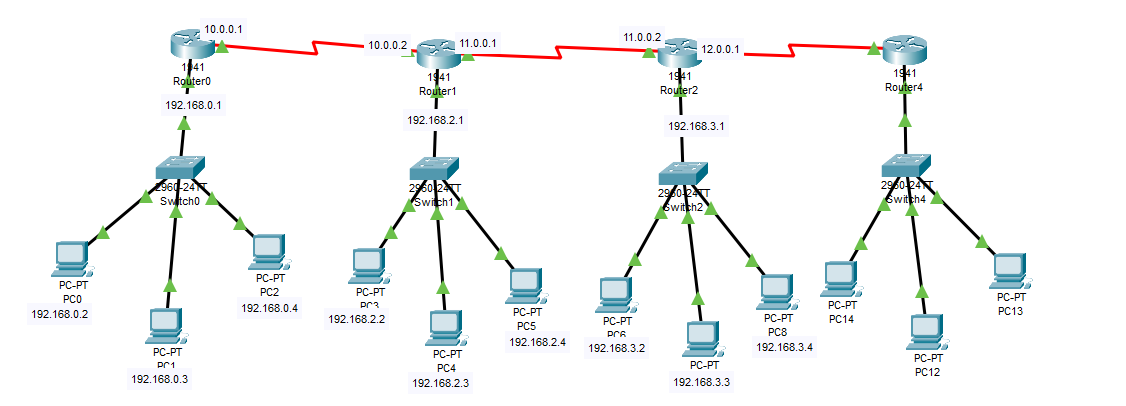 10.0.0.1
10.0.0.2
11.0.0.1
11.0.0.2
12.0.0.1
1941
Router0
1941
Router1
1941
Router2
1941
Router4
192.168.0.1
192.168.2.1
192.168.3.1
2960-24TT
Switch0
2960-24TT
Switch1
2960-24TT
Switch2
2960-24TT
Switch4
PC-PT
PC0
192.168.0.2
PC-PT
PC1
192.168.0.3
PC-PT
PC2
192.168.0.4
PC-PT
PC3
192.168.2.2
PC-PT
PC4
192.168.2.3
PC-PT
PC5
192.168.2.4
PC-PT
PC6
192.168.3.2
PC-PT
192.168.3.3
PC-PT
PC8
192.168.3.4
PC-PT
PC14
PC-PT
PC12
PC-PT
PC13